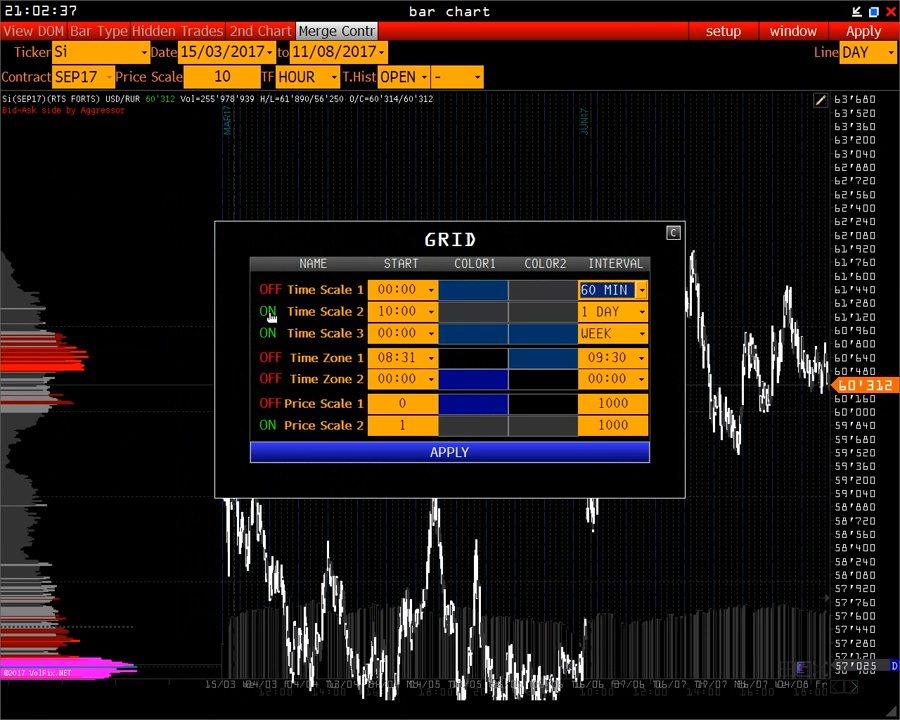 21:02:37 bar chart
View DOM Bar Type Hidden Trades 2nd Chart Merge Contr setup window Apply
Ticker Si Date 15/03/2017 to 11/08/2017 Line DAY
Contract SEP17 Price Scale 10 TF HOUR T.Hist OPEN -
Si(SEP17)(RTS FORTS) USD/RUR 60'312 Vol=255'978'939 H/L=61'890/56'250 O/C=60'314/60'312
Bid-Ask side by Aggressor
MAR17 JUN17
63'680
63'520
63'360
63'200
63'040
62'880
62'720
62'560
62'400
62'240
62'080
61'920
61'760
61'600
61'440
61'280
61'120
60'960
60'800
60'640
60'480
60'312
60'160
60'000
59'840
59'680
59'520
59'360
59'200
59'040
58'880
58'720
58'560
58'400
58'240
58'080
57'920
57'760
57'600
57'440
57'280
57'120
57'025 D
GRID C
NAME START COLOR1 COLOR2 INTERVAL
OFF Time Scale 1 00:00 60 MIN
ON Time Scale 2 10:00 1 DAY
ON Time Scale 3 00:00 WEEK
OFF Time Zone 1 08:31 09:30
OFF Time Zone 2 00:00 00:00
OFF Price Scale 1 0 1000
ON Price Scale 2 1 1000
APPLY
©2017 VolFix.NET
15/03